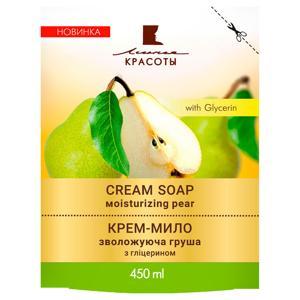 НОВИНКА
Линия
КРАСОТЫ
with Glycerin
CREAM SOAP
moisturizing pear
КРЕМ-МИЛО
зволожуюча груша
з гліцерином
450 ml